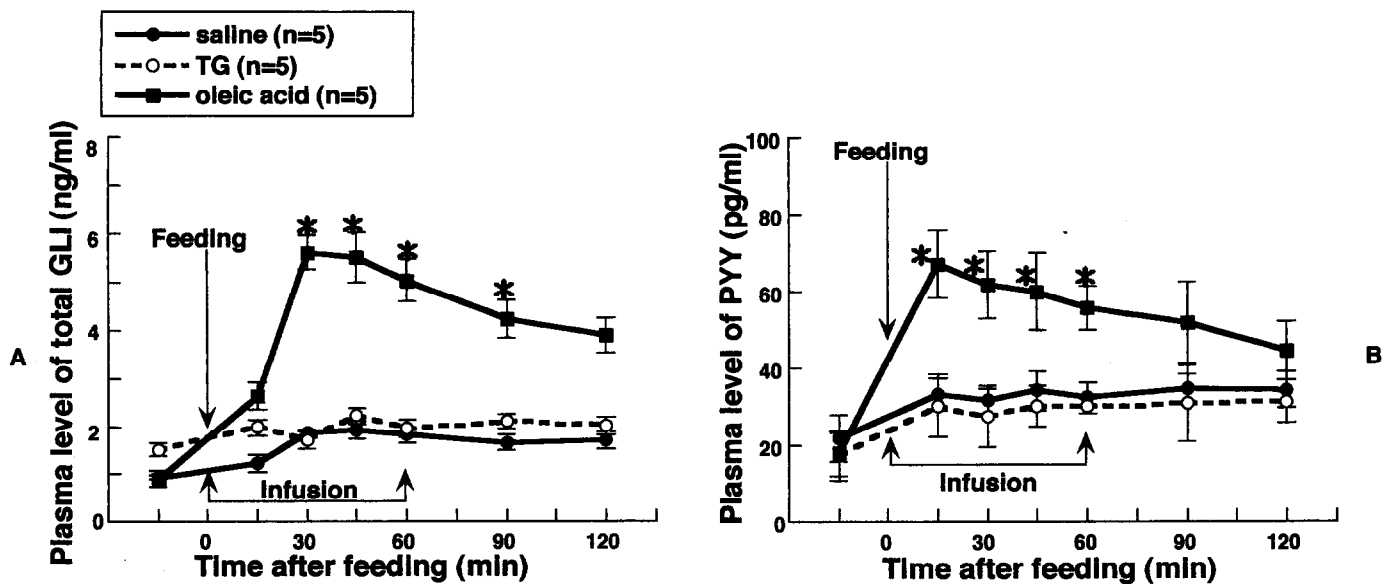 saline (n=5)
TG (n=5)
oleic acid (n=5)
A
Plasma level of total GLI (ng/ml)
8
6
4
2
0
Feeding
* * * *
Infusion
0 30 60 90 120
Time after feeding (min)
Plasma level of PYY (pg/ml)
100
80
60
40
20
0
Feeding
* * * *
Infusion
0 30 60 90 120
Time after feeding (min)
B